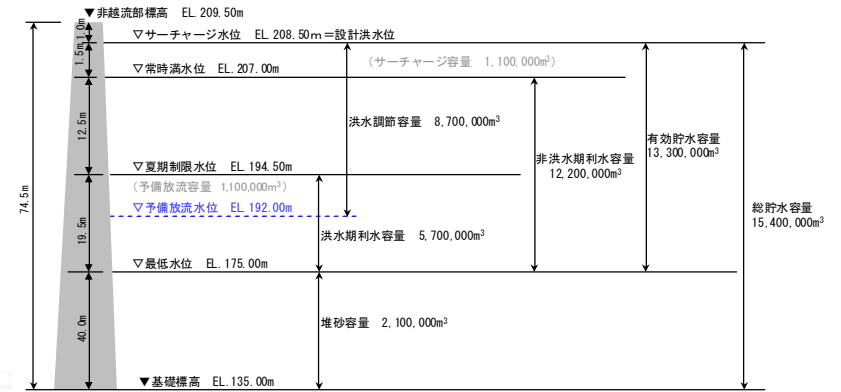 ▼非越流部標高 EL.209.50m
1.0m
▽サーチャージ水位 EL.208.50m＝設計洪水位
1.5m
（サーチャージ容量 1,100,000m³）
▽常時満水位 EL.207.00m
12.5m
洪水調節容量 8,700,000m³
有効貯水容量
13,300,000m³
非洪水期利水容量
12,200,000m³
▽夏期制限水位 EL.194.50m
（予備放流容量 1,100,000m³）
74.5m
▽予備放流水位 EL.192.00m
総貯水容量
15,400,000m³
19.5m
洪水期利水容量 5,700,000m³
▽最低水位 EL.175.00m
40.0m
堆砂容量 2,100,000m³
▼基礎標高 EL.135.00m